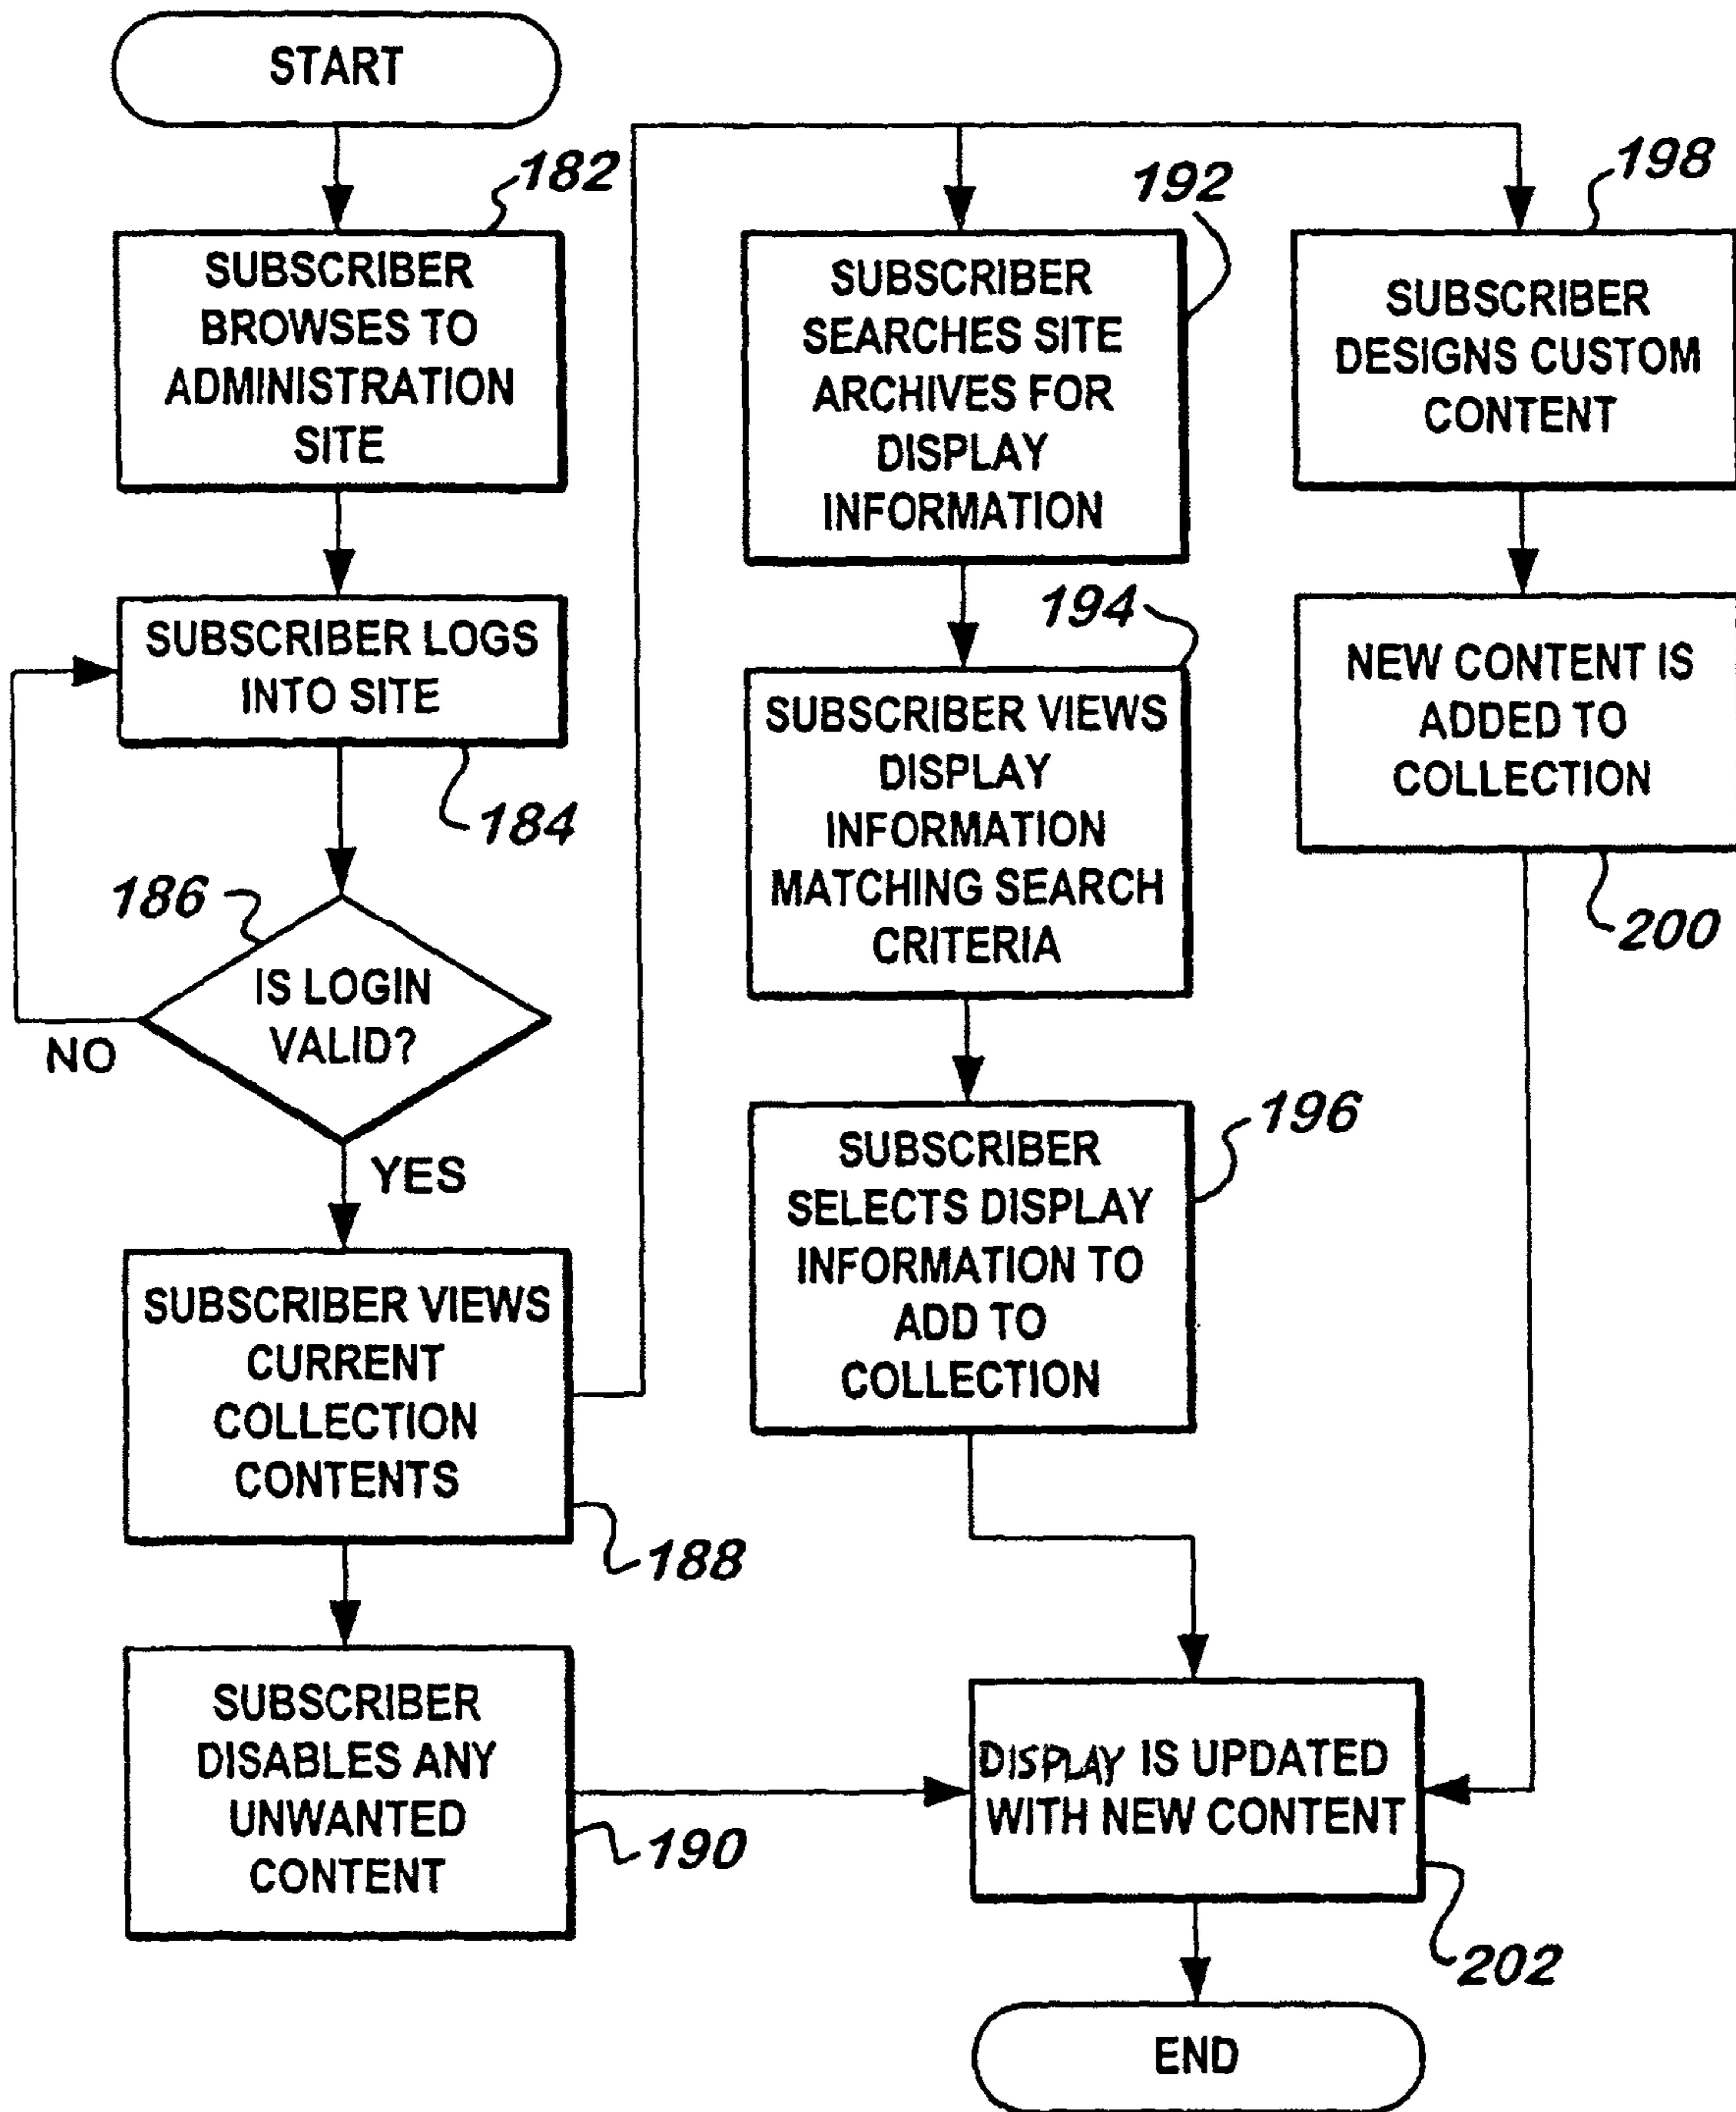 START
182
SUBSCRIBER
BROWSES TO
ADMINISTRATION
SITE
SUBSCRIBER LOGS
INTO SITE
184
186
IS LOGIN
VALID?
NO
YES
SUBSCRIBER VIEWS
CURRENT
COLLECTION
CONTENTS
188
SUBSCRIBER
DISABLES ANY
UNWANTED
CONTENT
190
192
SUBSCRIBER
SEARCHES SITE
ARCHIVES FOR
DISPLAY
INFORMATION
194
SUBSCRIBER VIEWS
DISPLAY
INFORMATION
MATCHING SEARCH
CRITERIA
196
SUBSCRIBER
SELECTS DISPLAY
INFORMATION TO
ADD TO
COLLECTION
198
SUBSCRIBER
DESIGNS CUSTOM
CONTENT
NEW CONTENT IS
ADDED TO
COLLECTION
200
DISPLAY IS UPDATED
WITH NEW CONTENT
202
END